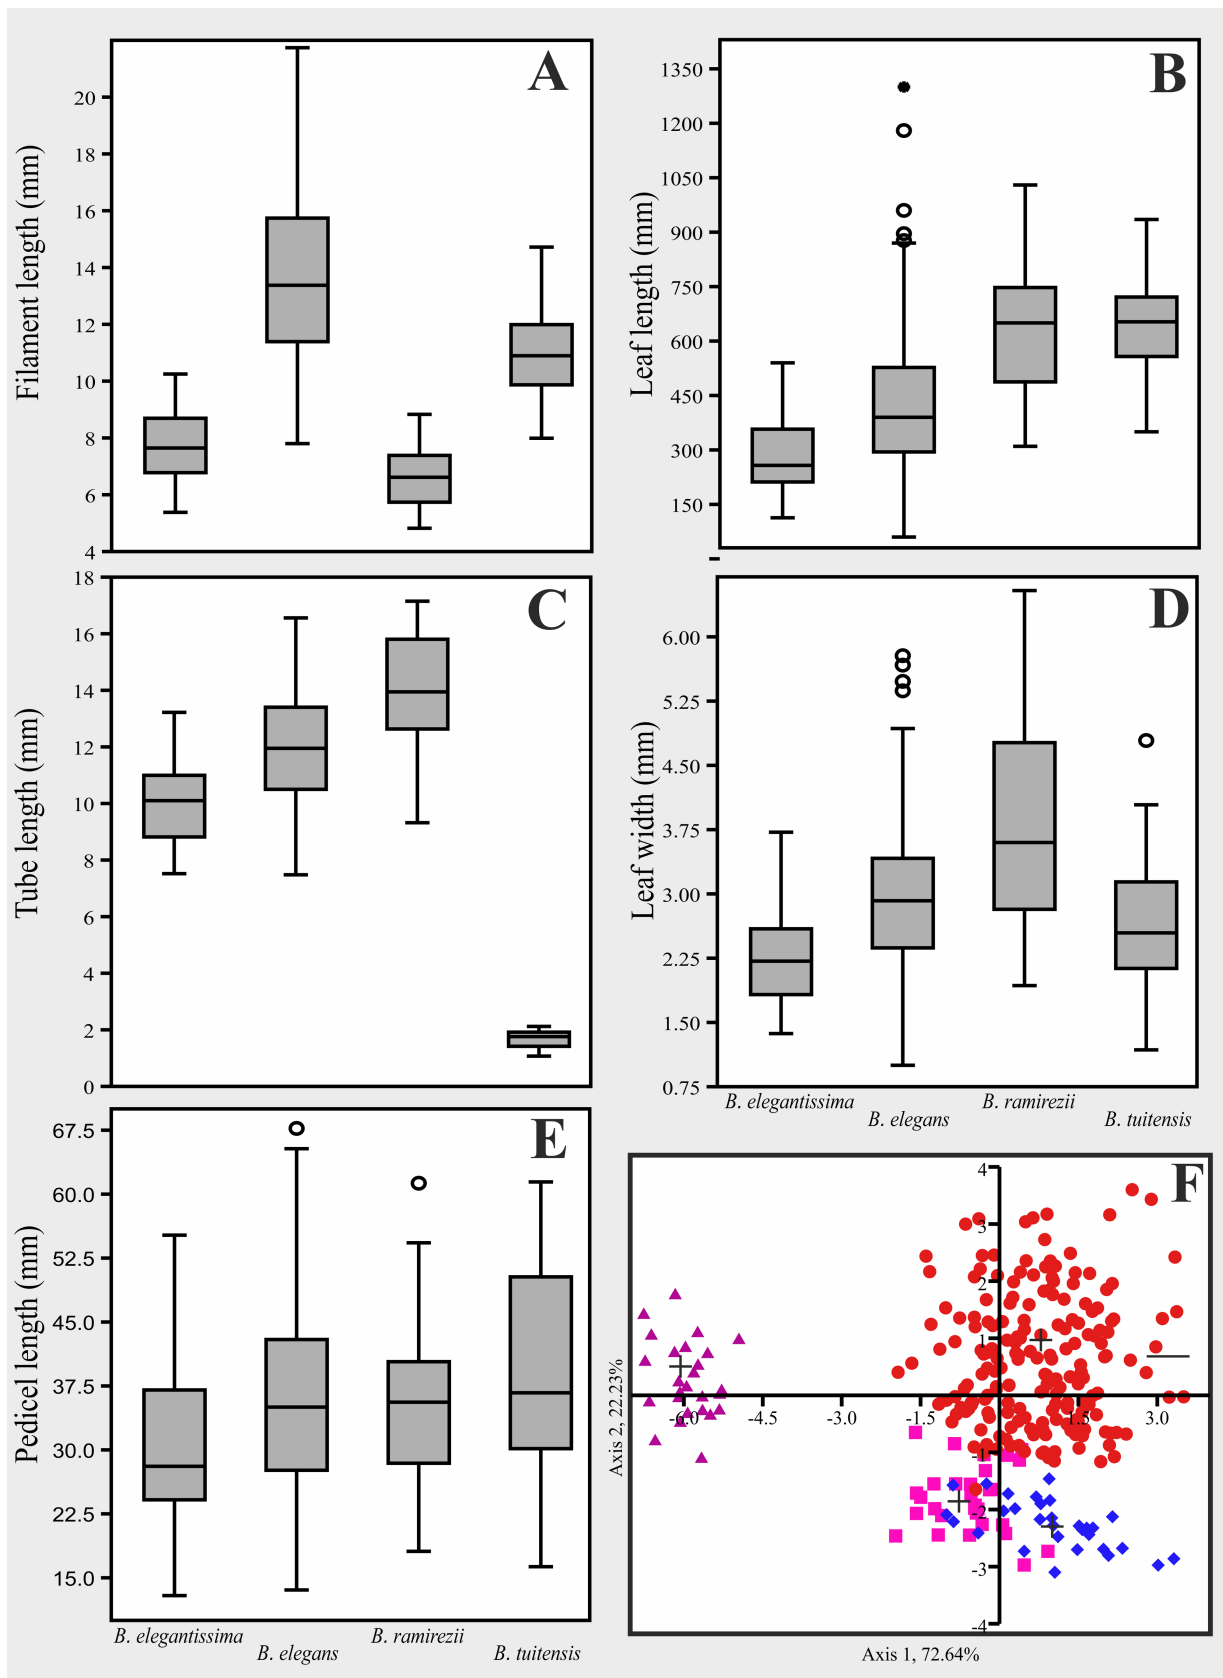 A
Filament length (mm)
20
18
16
14
12
10
8
6
4
B
Leaf length (mm)
1350
1200
1050
900
750
600
450
300
150
C
Tube length (mm)
18
16
14
12
10
8
6
4
2
0
D
Leaf width (mm)
6.00
5.25
4.50
3.75
3.00
2.25
1.50
0.75
B. elegantissima
B. elegans
B. ramirezii
B. tuitensis
E
Pedicel length (mm)
67.5
60.0
52.5
45.0
37.5
30.0
22.5
15.0
B. elegantissima
B. elegans
B. ramirezii
B. tuitensis
F
Axis 2, 22.23%
4
3
2
1
-1
-2
-3
-4
-6.0
-4.5
-3.0
-1.5
1.5
3.0
Axis 1, 72.64%